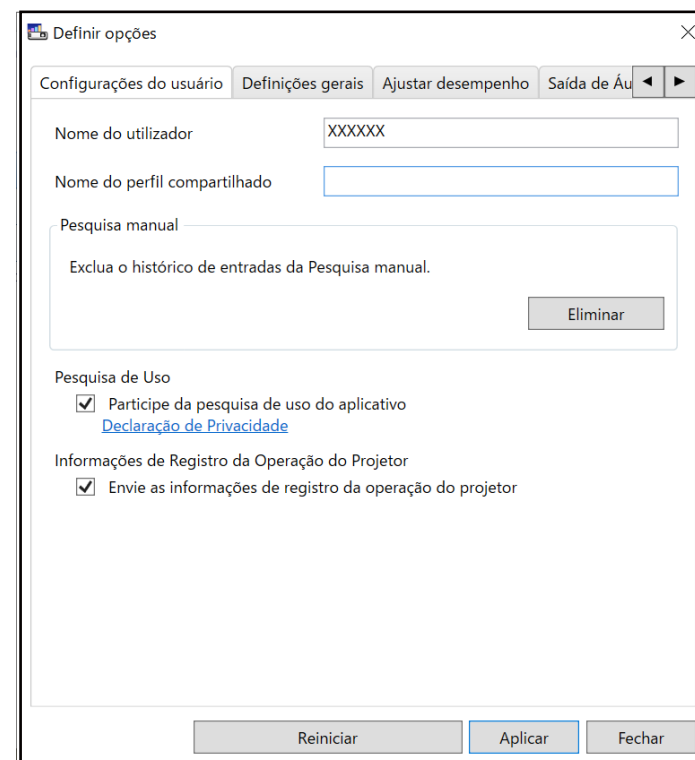 Definir opções
Configurações do usuário Definições gerais Ajustar desempenho Saída de Áu
Nome do utilizador XXXXXX
Nome do perfil compartilhado
Pesquisa manual
Exclua o histórico de entradas da Pesquisa manual.
Eliminar
Pesquisa de Uso
Participe da pesquisa de uso do aplicativo
Declaração de Privacidade
Informações de Registro da Operação do Projetor
Envie as informações de registro da operação do projetor
Reiniciar Aplicar Fechar